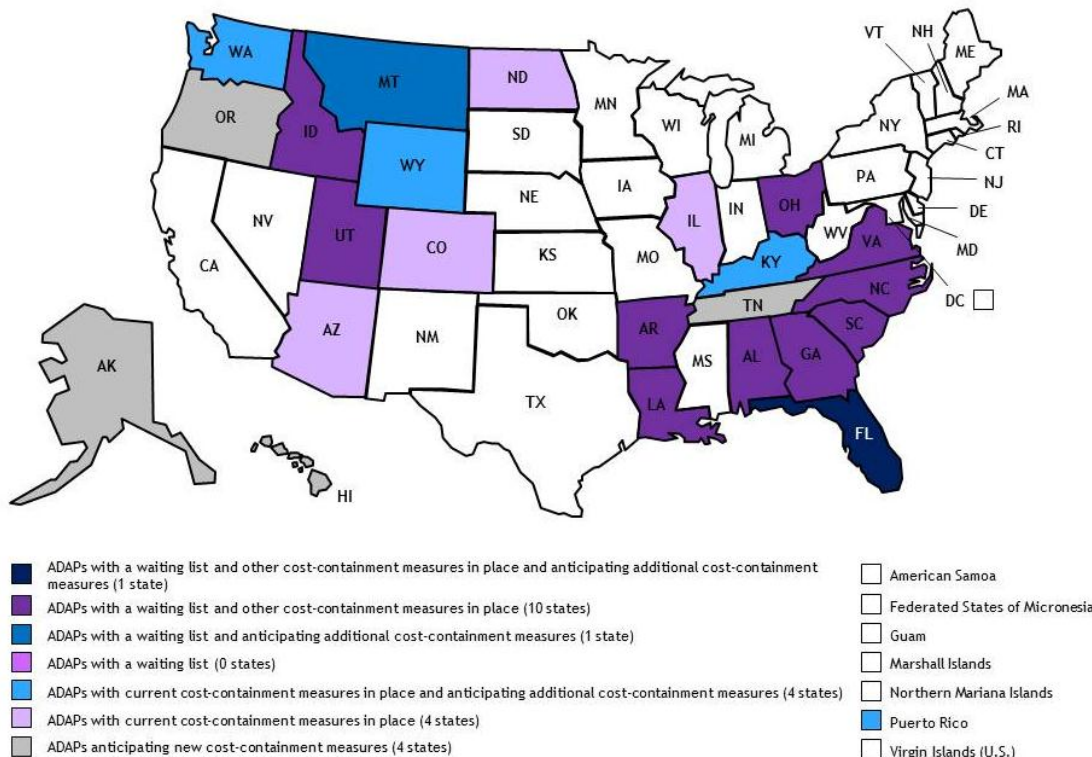 VT
NH
ME
WA
MT
ND
MN
MA
OR
ID
SD
WI
MI
NY
RI
CT
WY
NJ
NE
IA
PA
DE
NV
UT
CO
IL
IN
OH
WV
VA
MD
CA
KS
MO
KY
NC
DC
AZ
NM
OK
AR
TN
SC
MS
AL
GA
AK
TX
LA
FL
HI
ADAPs with a waiting list and other cost-containment measures in place and anticipating additional cost-containment
measures (1 state)
ADAPs with a waiting list and other cost-containment measures in place (10 states)
ADAPs with a waiting list and anticipating additional cost-containment measures (1 state)
ADAPs with a waiting list (0 states)
ADAPs with current cost-containment measures in place and anticipating additional cost-containment measures (4 states)
ADAPs with current cost-containment measures in place (4 states)
ADAPs anticipating new cost-containment measures (4 states)
American Samoa
Federated States of Micronesia
Guam
Marshall Islands
Northern Mariana Islands
Puerto Rico
Virgin Islands (U.S.)